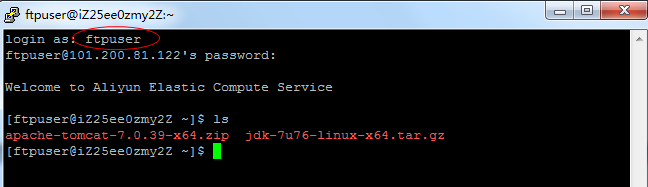 ftpuser@iZ25ee0zmy2Z:~
login as: ftpuser
ftpuser@101.200.81.122's password:
Welcome to Aliyun Elastic Compute Service
[ftpuser@iZ25ee0zmy2Z ~]$ ls
apache-tomcat-7.0.39-x64.zip  jdk-7u76-linux-x64.tar.gz
[ftpuser@iZ25ee0zmy2Z ~]$